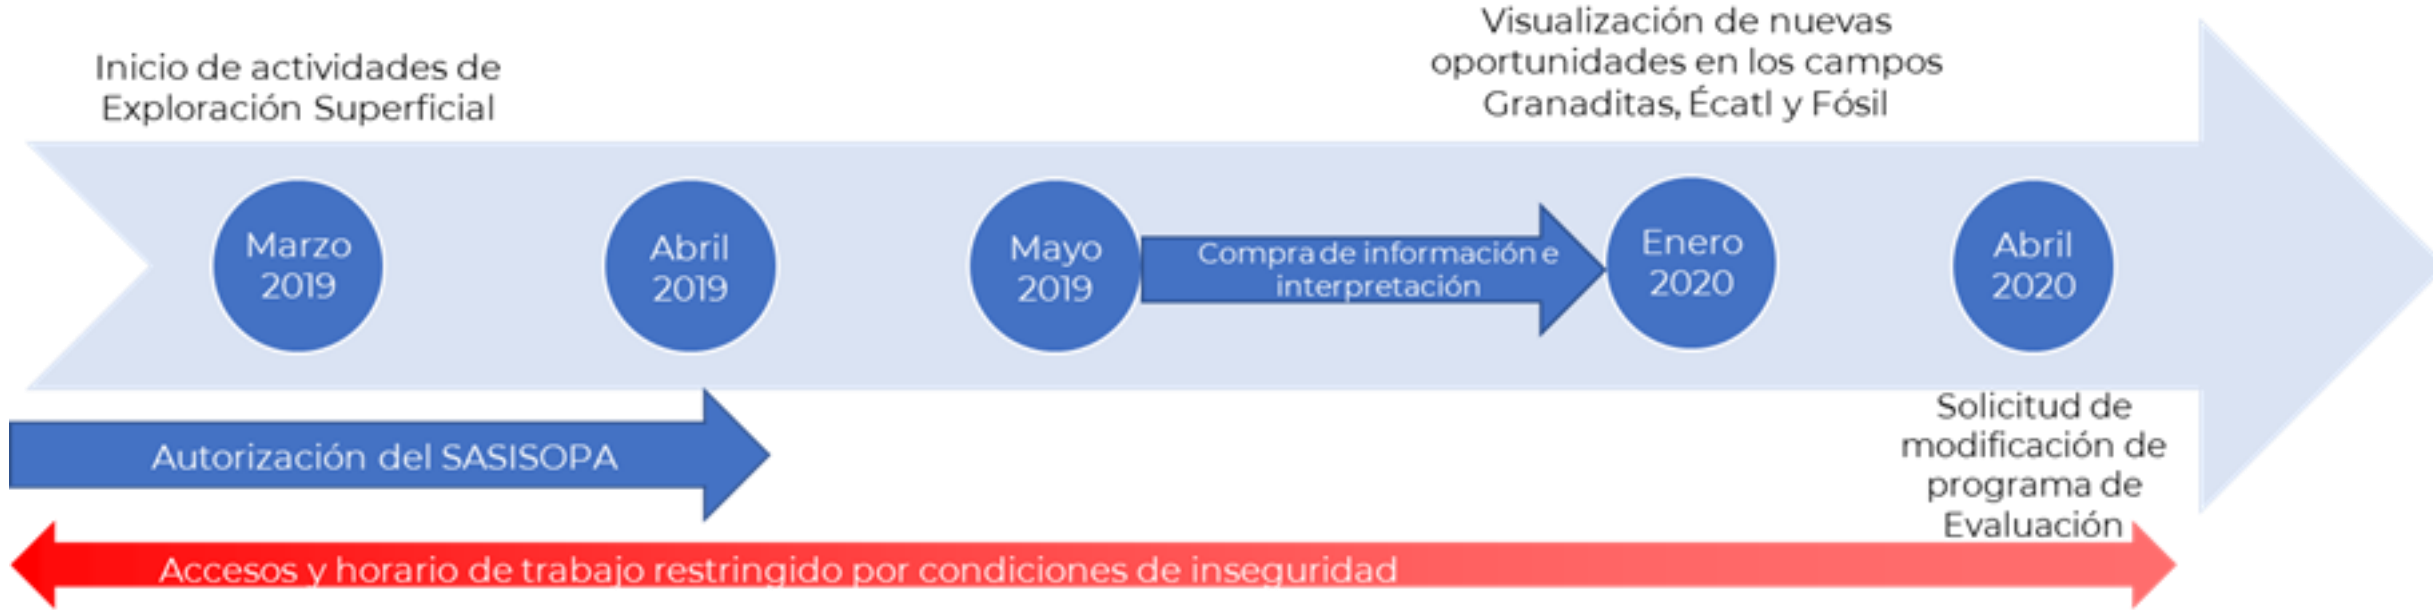 Inicio de actividades de
Exploración Superficial
Visualización de nuevas
oportunidades en los campos
Granaditas, Écatl y Fósil
Marzo
2019
Abril
2019
Mayo
2019
Compra de información e
interpretación
Enero
2020
Abril
2020
Autorización del SASISOPA
Solicitud de
modificación de
programa de
Evaluación
Accesos y horario de trabajo restringido por condiciones de inseguridad